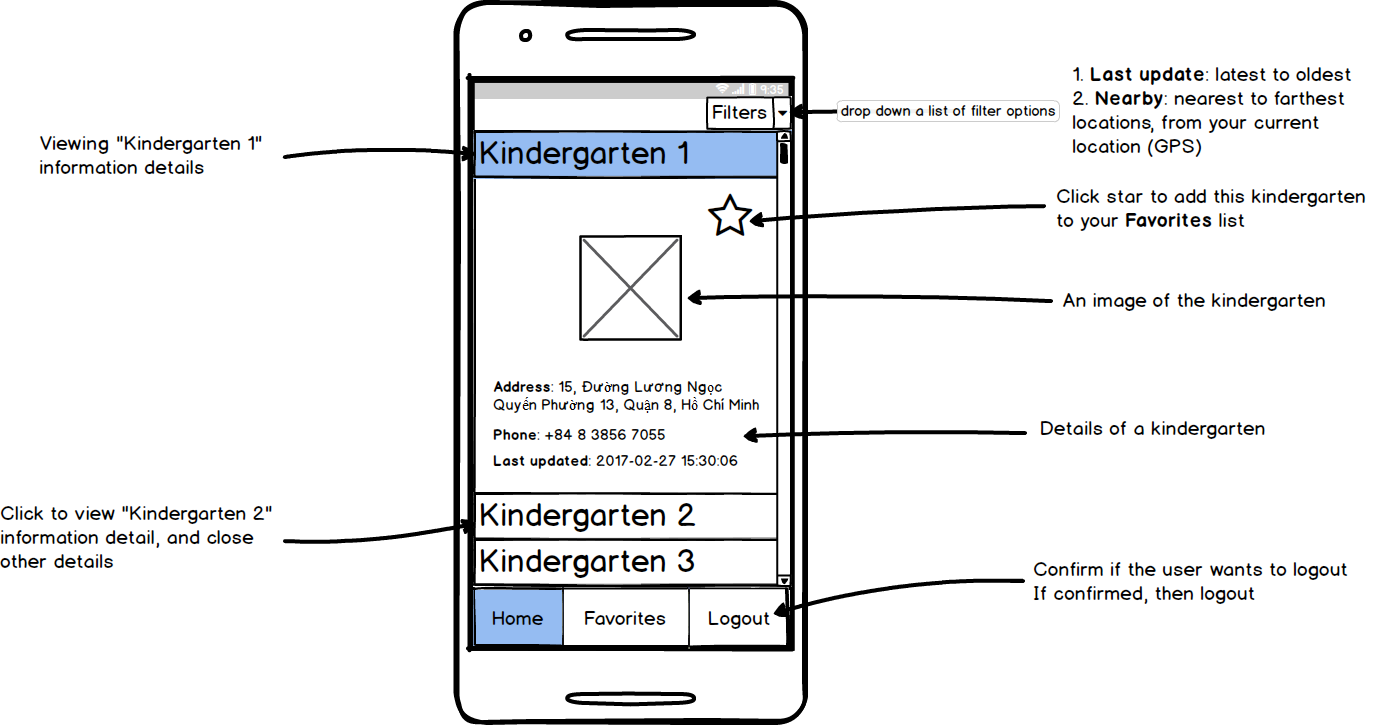 9:35
Filters
drop down a list of filter options
1. Last update: latest to oldest
2. Nearby: nearest to farthest
locations, from your current
location (GPS)
Viewing "Kindergarten 1"
information details
Kindergarten 1
Click star to add this kindergarten
to your Favorites list
An image of the kindergarten
Address: 15, Đường Lương Ngọc
Quyến Phường 13, Quận 8, Hồ Chí Minh
Phone: +84 8 3856 7055
Last updated: 2017-02-27 15:30:06
Details of a kindergarten
Click to view "Kindergarten 2"
information detail, and close
other details
Kindergarten 2
Kindergarten 3
Confirm if the user wants to logout
If confirmed, then logout
Home
Favorites
Logout